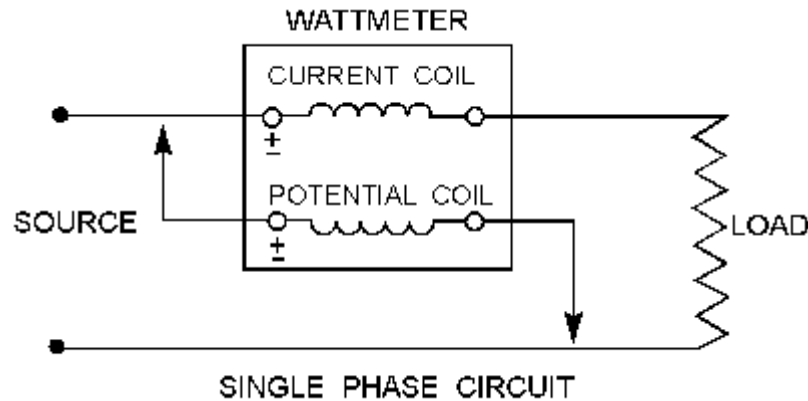 WATTMETER
CURRENT COIL
±
POTENTIAL COIL
SOURCE
±
LOAD
SINGLE PHASE CIRCUIT